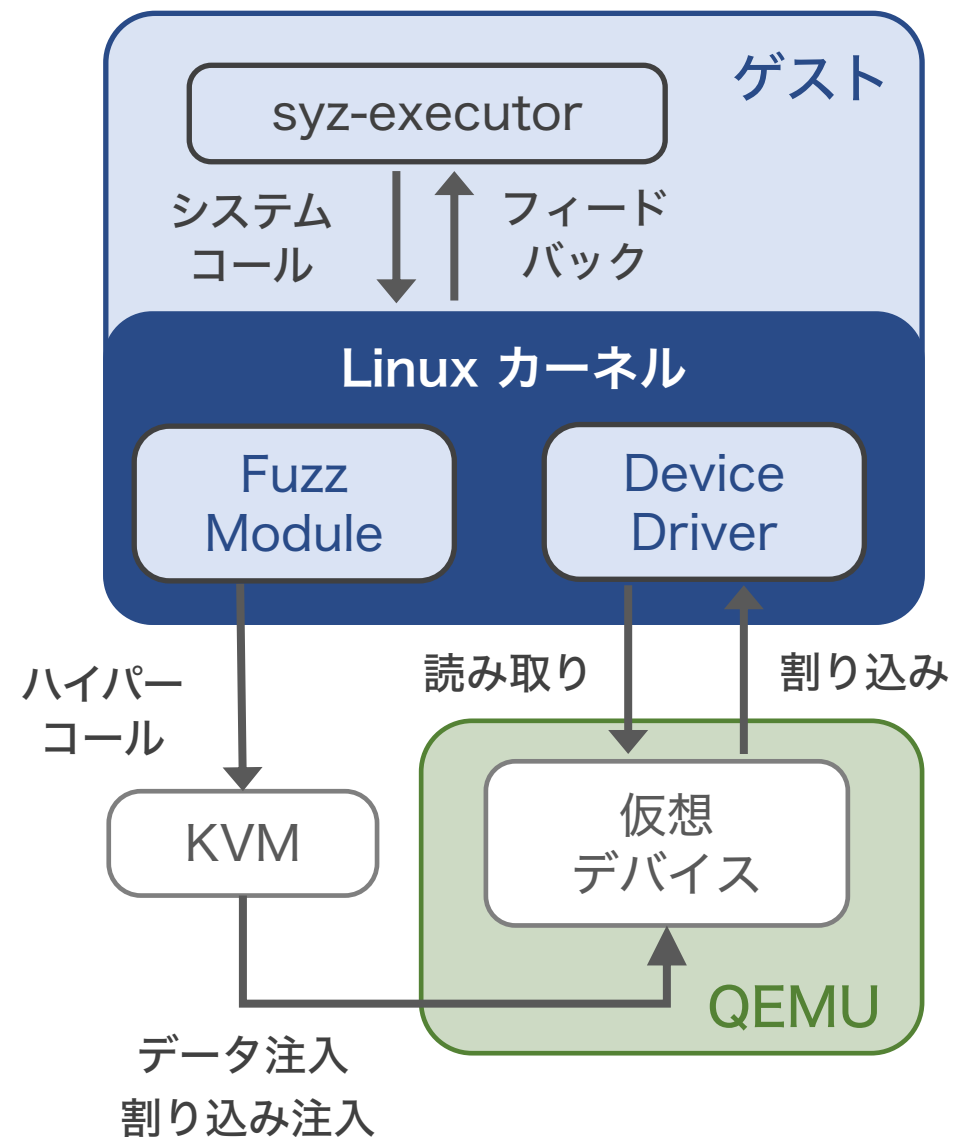 ゲスト
syz-executor
システム
コール
フィード
バック
Linux カーネル
Fuzz
Module
Device
Driver
ハイパー
コール
読み取り
割り込み
KVM
仮想
デバイス
QEMU
データ注入
割り込み注入